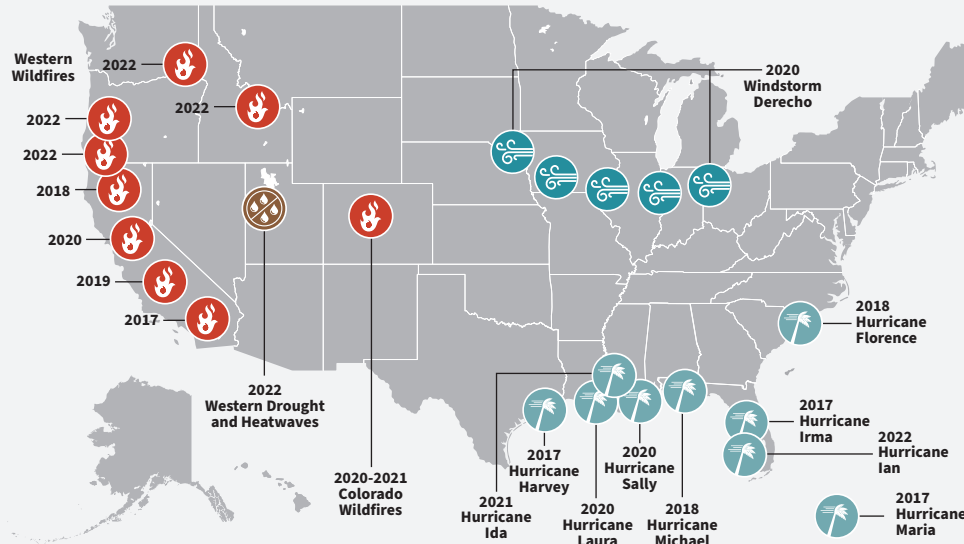 Western
Wildfires
2022
2022
2022
2022
2018
2020
2019
2017
2020
Windstorm
Derecho
2018
Hurricane
Florence
2022
Western Drought
and Heatwaves
2020-2021
Colorado
Wildfires
2021
Hurricane
Ida
2017
Hurricane
Harvey
2020
Hurricane
Laura
2020
Hurricane
Sally
2018
Hurricane
Michael
2017
Hurricane
Irma
2022
Hurricane
Ian
2017
Hurricane
Maria